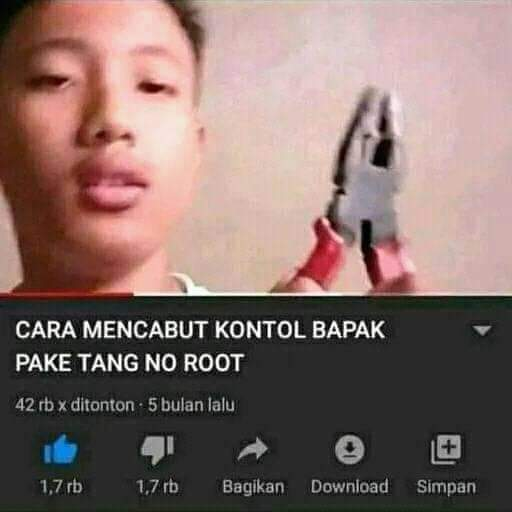 CARA MENCABUT KONTOL BAPAK
PAKE TANG NO ROOT
42 rb x ditonton · 5 bulan lalu
1,7 rb 1,7 rb Bagikan Download Simpan